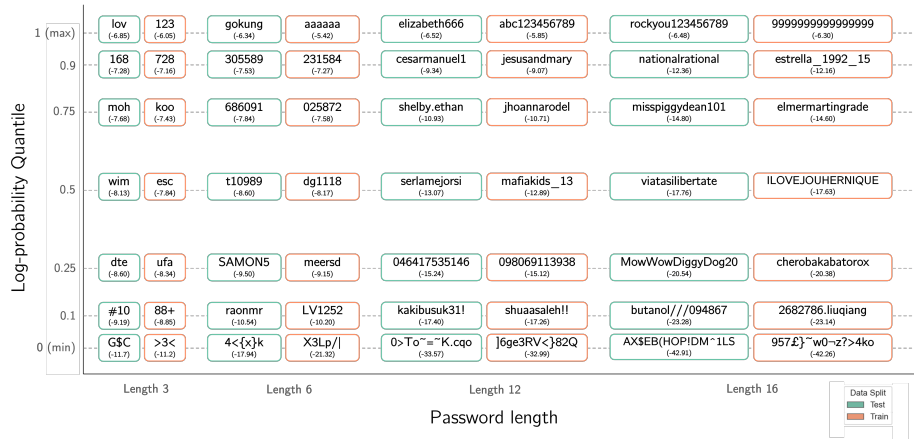 lov 123 gokung aaaaaa elizabeth666 abc123456789 rockyou123456789 9999999999999999
1 (max) (-6.85) (-6.05) (-6.34) (-5.42) (-6.52) (-5.85) (-6.48) (-6.30)
168 728 305589 231584 cesarmanuel1 jesusandmary nationalrational estrella_1992_15
0.9 (-7.28) (-7.16) (-7.53) (-7.27) (-9.34) (-9.07) (-12.36) (-12.16)
moh koo 686091 025872 shelby.ethan jhoannarodel misspiggydean101 elmermartingrade
0.75 (-7.68) (-7.43) (-7.84) (-7.58) (-10.93) (-10.71) (-14.80) (-14.60)
Log-probability Quantile
wim esc t10989 dg1118 serlamejorsi mafiakids_13 viatasilibertate ILOVEJOUHERNIQUE
0.5 (-8.13) (-7.84) (-8.60) (-8.17) (-13.07) (-12.89) (-17.76) (-17.63)
dte ufa SAMON5 meersd 046417535146 098069113938 MowWowDiggyDog20 cherobakabatorox
0.25 (-8.60) (-8.34) (-9.50) (-9.15) (-15.24) (-15.12) (-20.54) (-20.38)
#10 88+ raonmr LV1252 kakibusuk31! shuaasaleh!! butanol///094867 2682786.liuqiang
0.1 (-9.19) (-8.85) (-10.54) (-10.20) (-17.40) (-17.26) (-23.28) (-23.14)
G$C >3< 4<{x}k X3Lp/| 0>To~=~K.cqo ]6ge3RV<}82Q AX$EB(HOP!DM^1LS 957£}~w0¬z?>4ko
0 (min) (-11.7) (-11.2) (-17.94) (-21.32) (-33.57) (-32.99) (-42.91) (-42.26)
Length 3 Length 6 Length 12 Length 16
Password length
Data Split
Test
Train